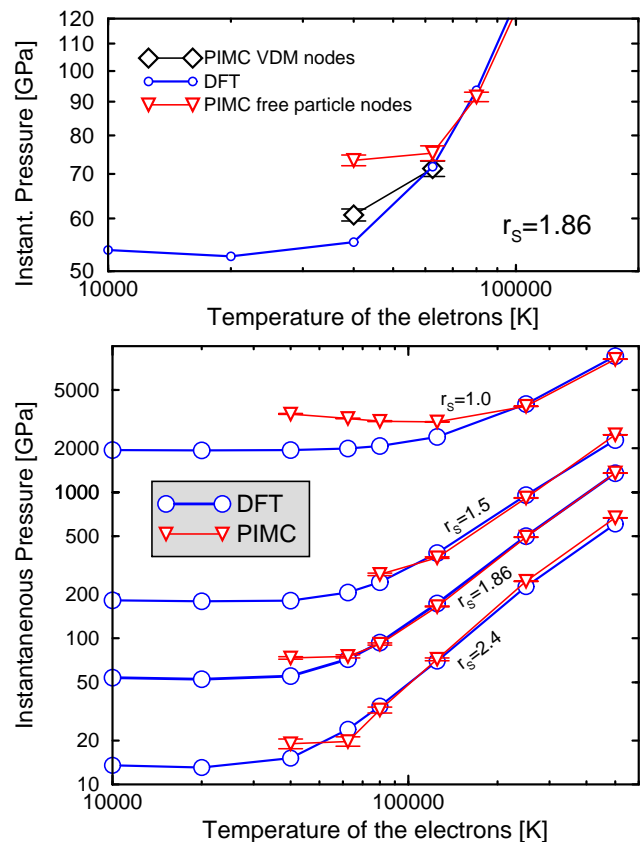 120
110
100
90
80
70
60
50
Instant. Pressure [GPa]
PIMC VDM nodes
DFT
PIMC free particle nodes
rS=1.86
10000
100000
Temperature of the eletrons [K]
5000
2000
1000
500
200
100
50
20
10
Instantanenous Pressure [GPa]
rS=1.0
DFT
PIMC
rS=1.5
rS=1.86
rS=2.4
10000
100000
Temperature of the eletrons [K]